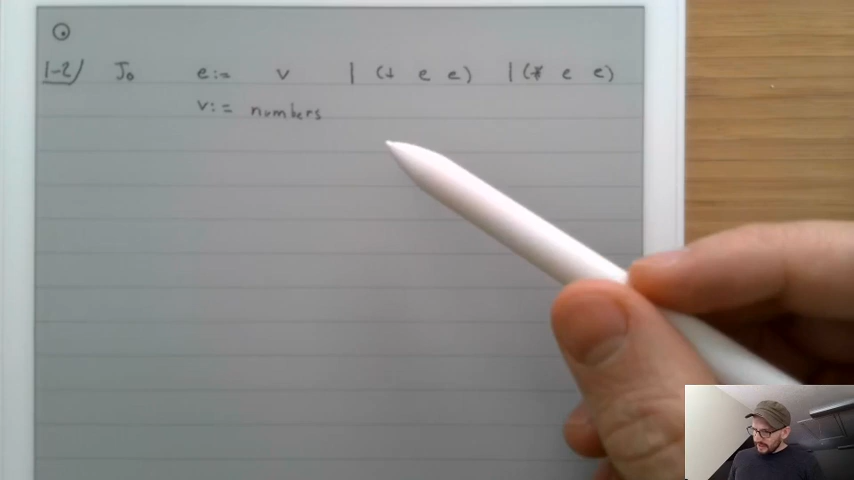 1-2/ J₀ e:= v | (+ e e) | (* e e)
v:= numbers